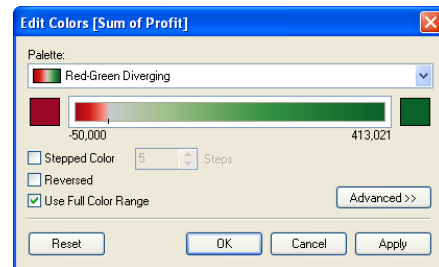 Edit Colors [Sum of Profit]
Palette:
Red-Green Diverging
-50,000 413,021
Stepped Color 5 Steps
Reversed
Use Full Color Range Advanced >>
Reset OK Cancel Apply